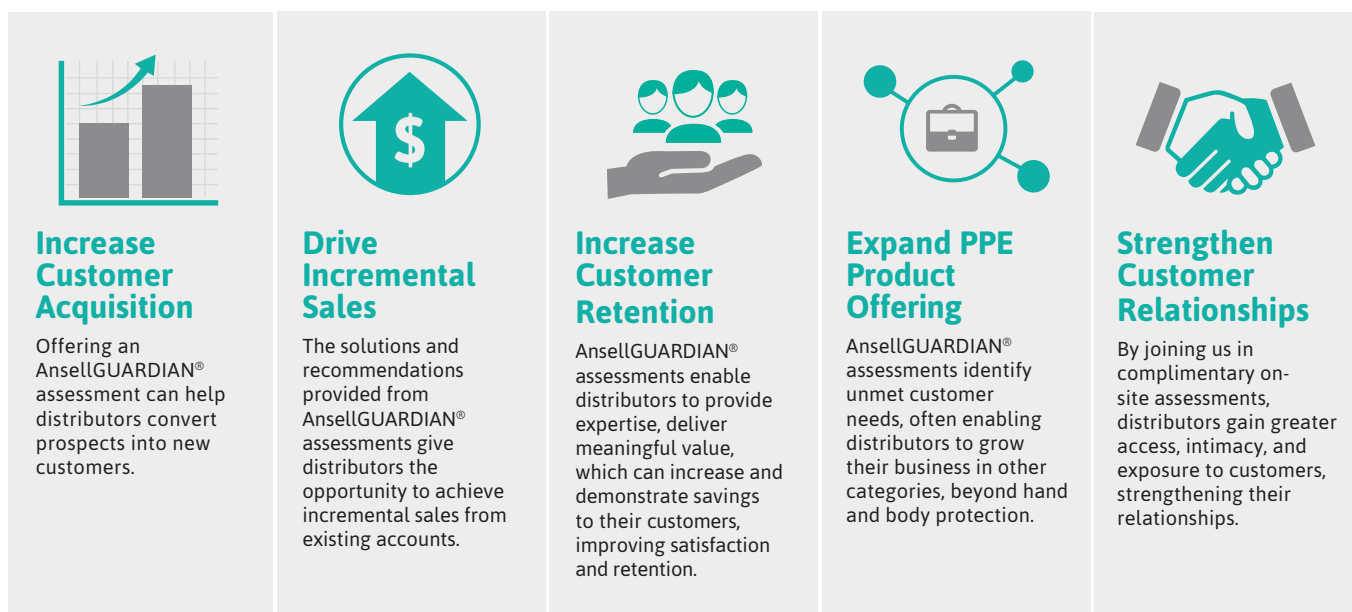 $
Increase
Customer
Acquisition
Offering an
AnsellGUARDIAN®
assessment can help
distributors convert
prospects into new
customers.
Drive
Incremental
Sales
The solutions and
recommendations
provided from
AnsellGUARDIAN®
assessments give
distributors the
opportunity to achieve
incremental sales from
existing accounts.
Increase
Customer
Retention
AnsellGUARDIAN®
assessments enable
distributors to provide
expertise, deliver
meaningful value,
which can increase and
demonstrate savings
to their customers,
improving satisfaction
and retention.
Expand PPE
Product
Offering
AnsellGUARDIAN®
assessments identify
unmet customer
needs, often enabling
distributors to grow
their business in other
categories, beyond hand
and body protection.
Strengthen
Customer
Relationships
By joining us in
complimentary on-
site assessments,
distributors gain greater
access, intimacy, and
exposure to customers,
strengthening their
relationships.